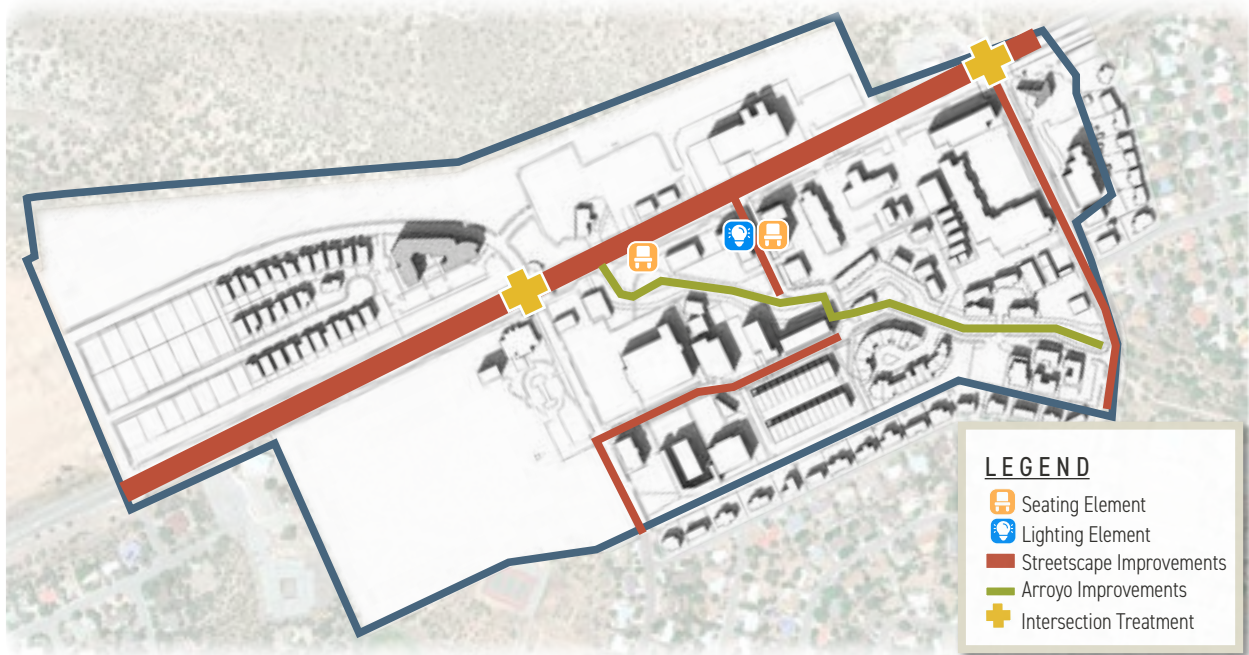 LEGEND
Seating Element
Lighting Element
Streetscape Improvements
Arroyo Improvements
Intersection Treatment